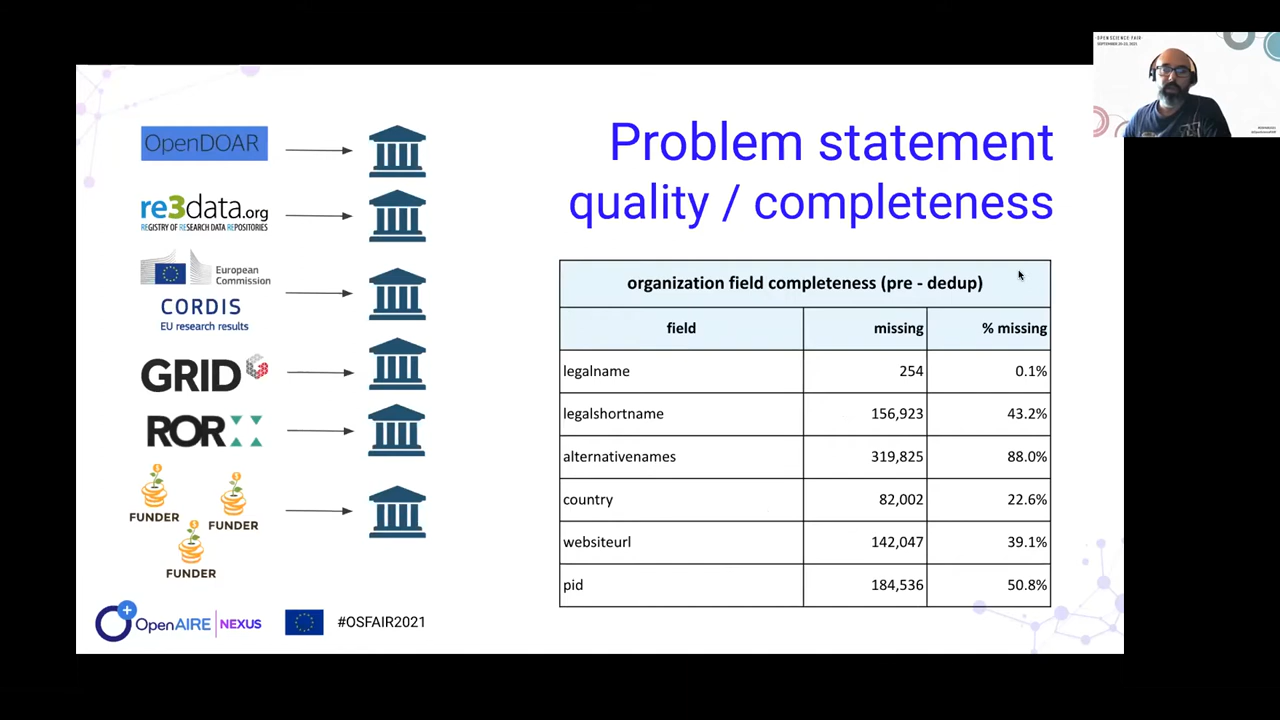 OPEN SCIENCE FAIR
OpenDOAR
re3data.org
REGISTRY OF RESEARCH DATA REPOSITORIES
European
Commission
CORDIS
EU research results
GRID
ROR
FUNDER
FUNDER
FUNDER
OpenAIRE NEXUS
#OSFAIR2021
Problem statement
quality / completeness
organization field completeness (pre - dedup)
field missing % missing
legalname 254 0.1%
legalshortname 156,923 43.2%
alternativenames 319,825 88.0%
country 82,002 22.6%
websiteurl 142,047 39.1%
pid 184,536 50.8%